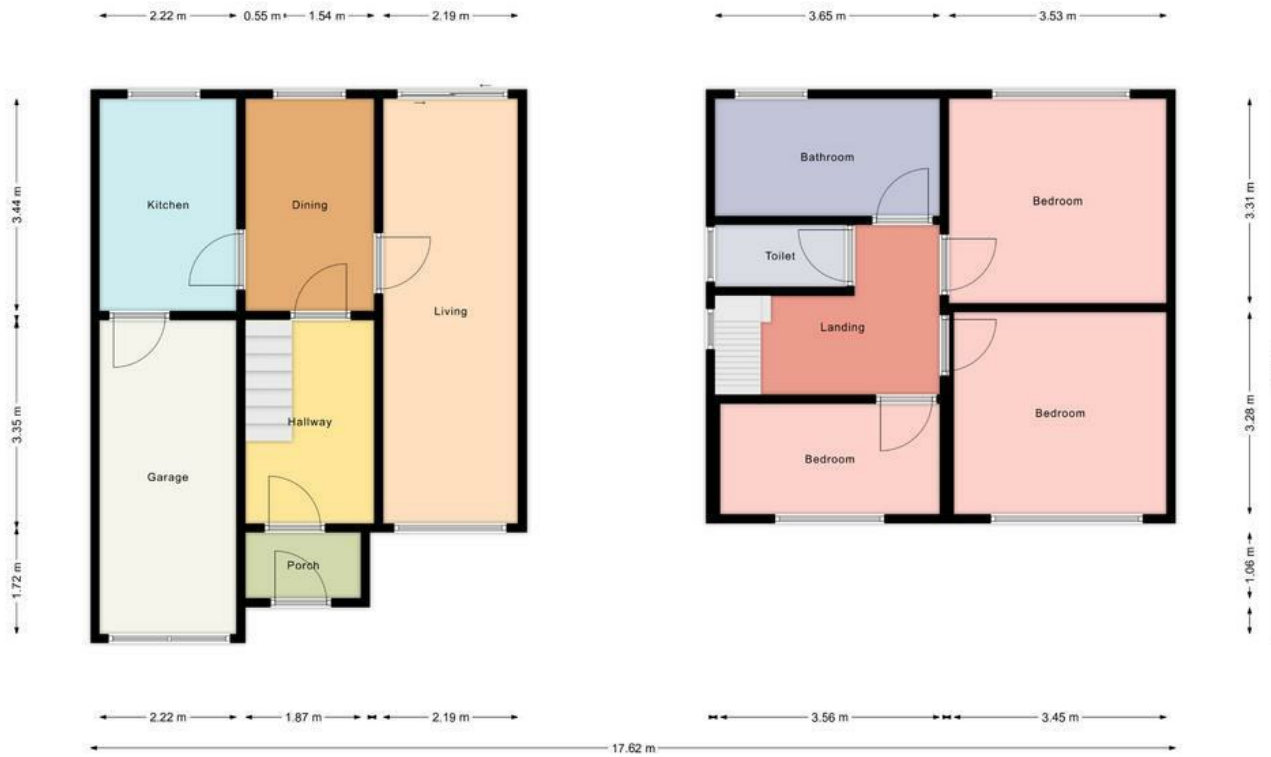 2.22 m 0.55 m 1.54 m 2.19 m 3.65 m 3.53 m
3.44 m
3.35 m
1.72 m
Kitchen
Dining
Living
Garage
Hallway
Porch
Bathroom
Bedroom
Toilet
Landing
Bedroom
Bedroom
3.31 m
3.28 m
1.06 m
2.22 m 1.87 m 2.19 m 3.56 m 3.45 m
17.62 m